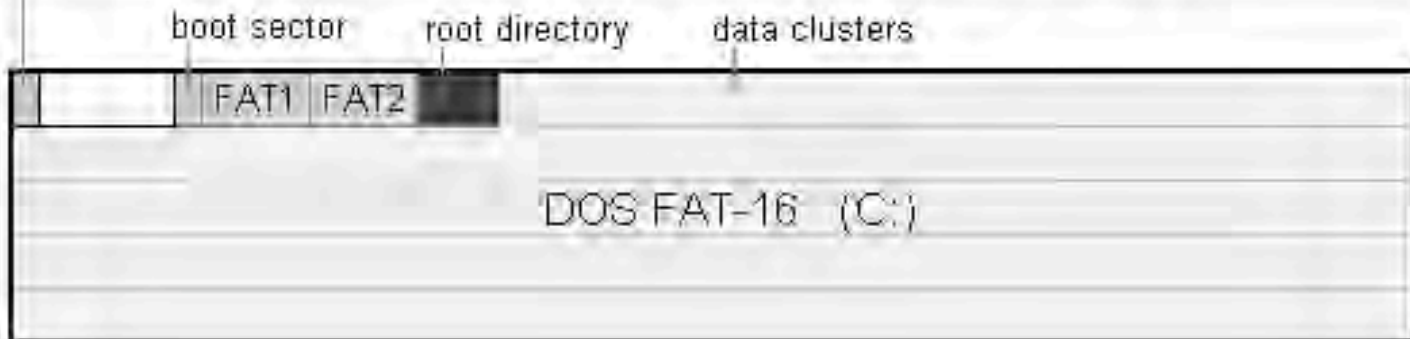 boot sector root directory data clusters
FAT1 FAT2
DOS FAT-16 (C:)